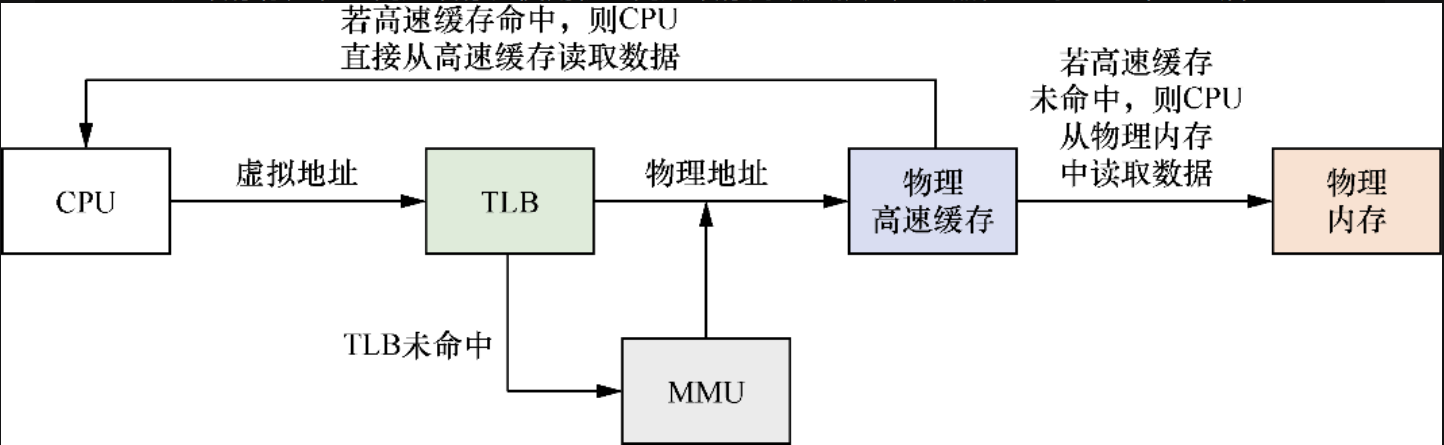 若高速缓存命中，则CPU
直接从高速缓存读取数据
若高速缓存
未命中，则CPU
从物理内存
中读取数据
CPU
虚拟地址
TLB
物理地址
物理
高速缓存
物理
内存
TLB未命中
MMU